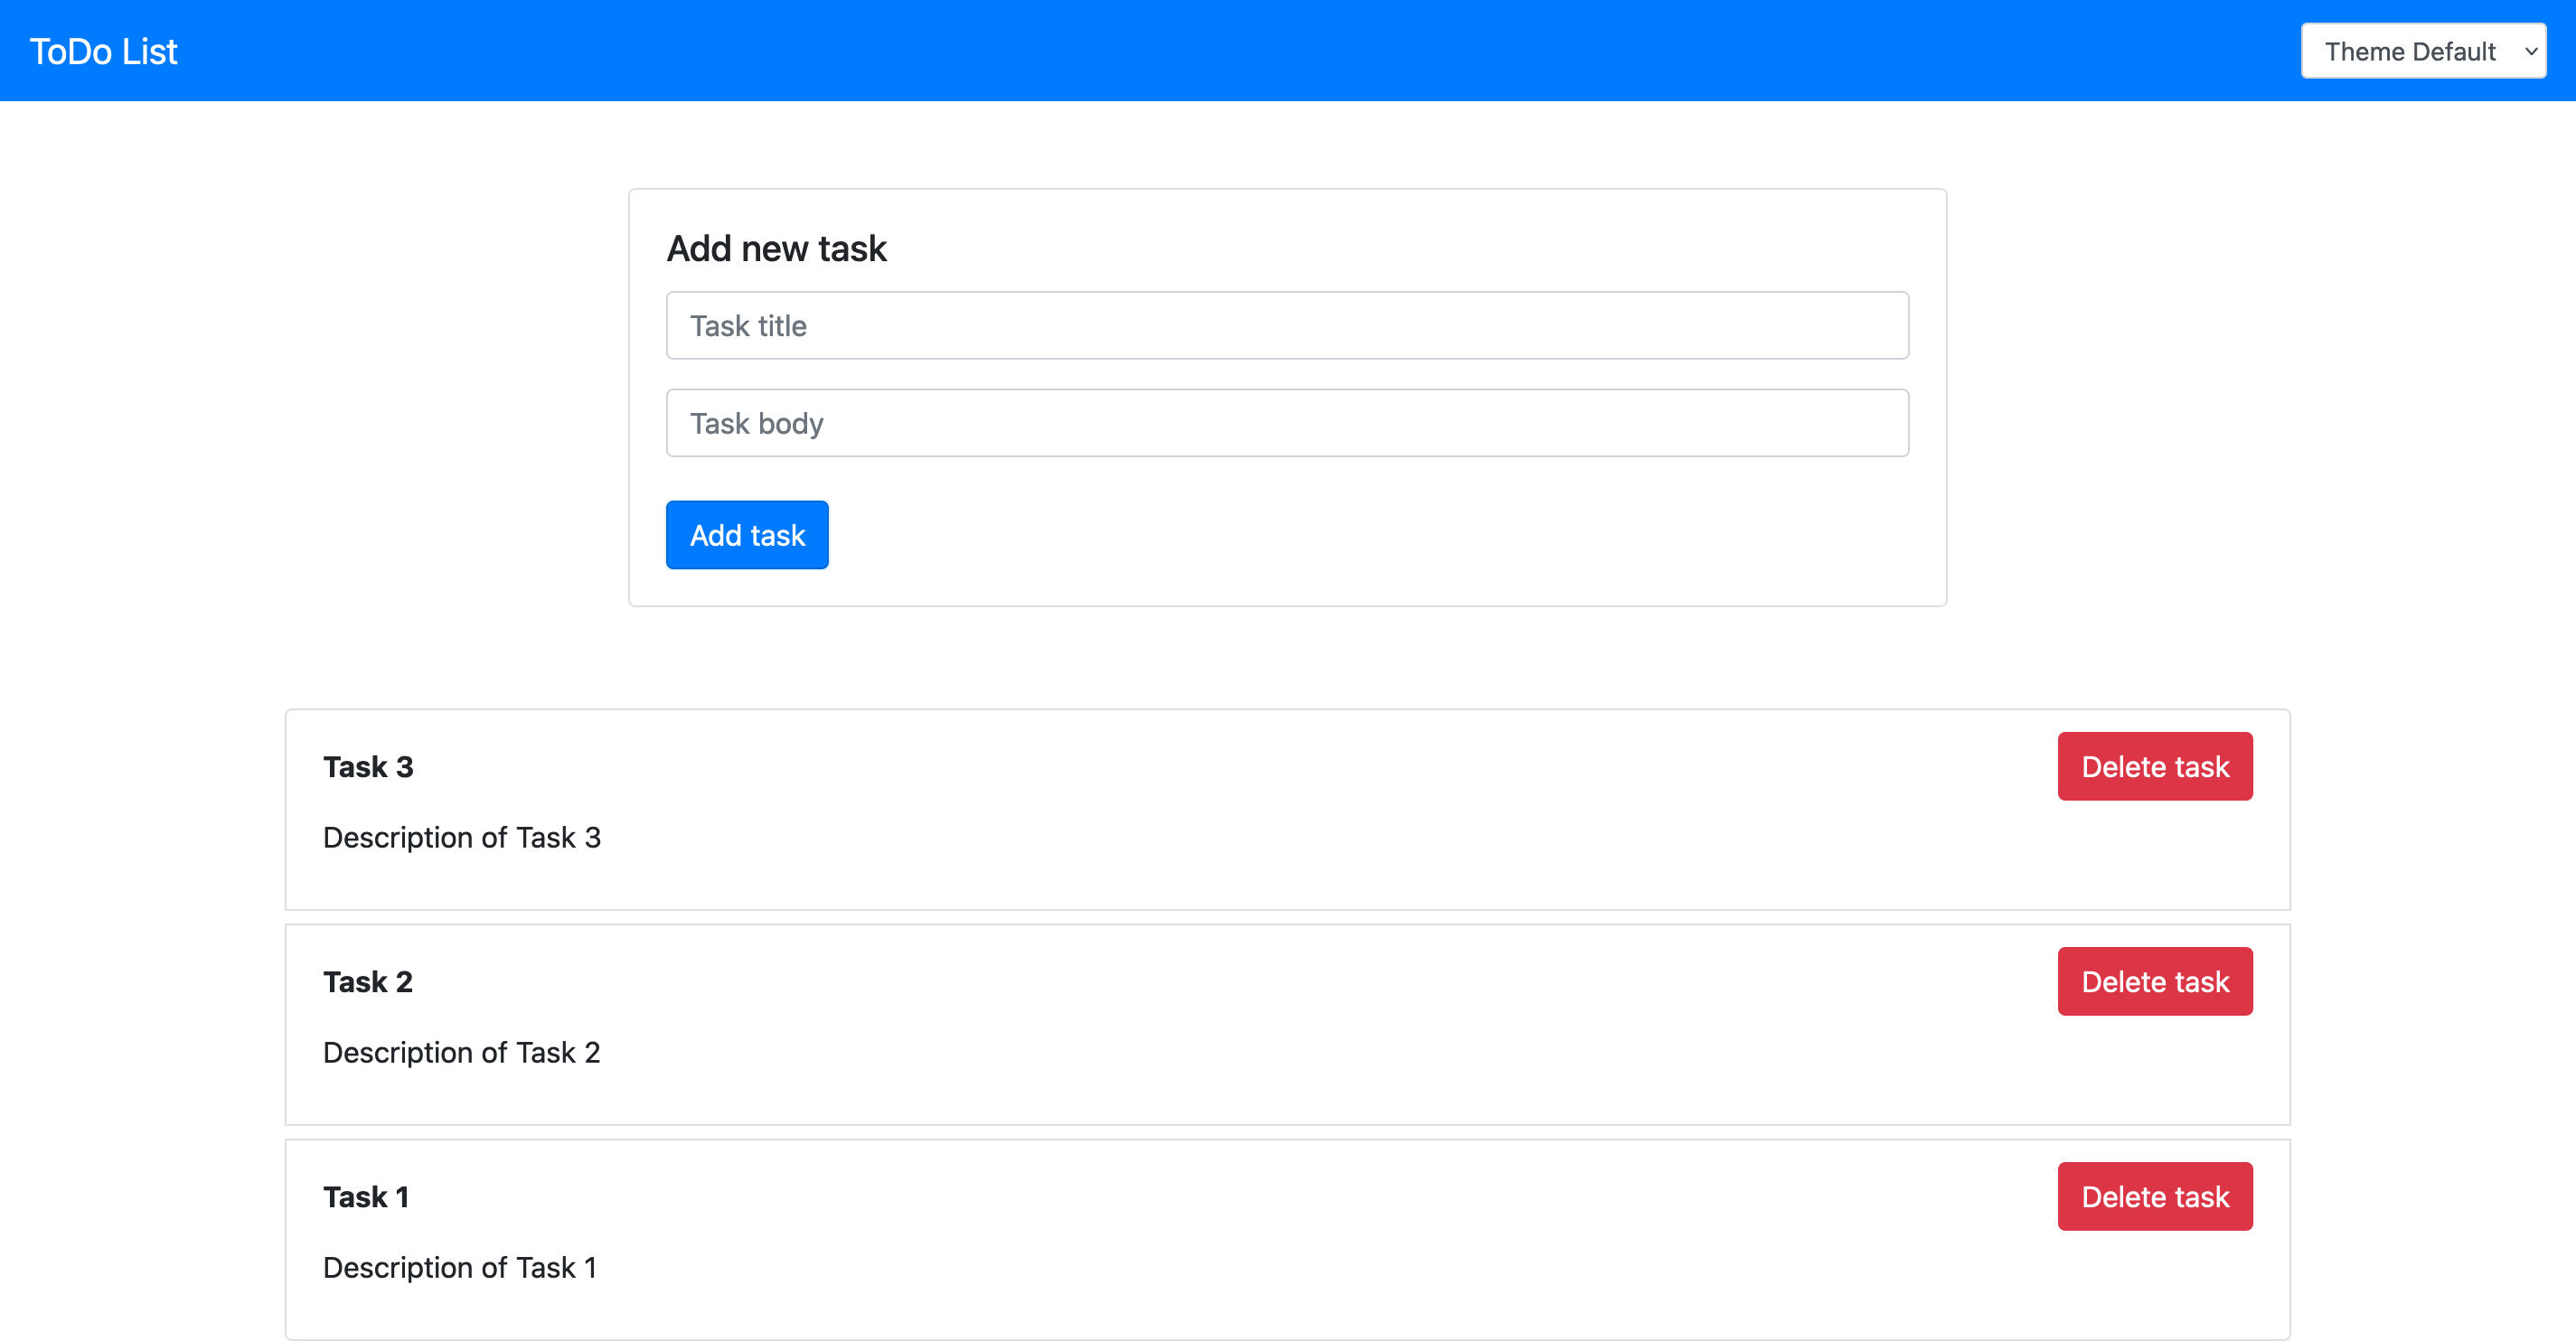 ToDo List
Theme Default
Add new task
Task title
Task body
Add task
Task 3
Delete task
Description of Task 3
Task 2
Delete task
Description of Task 2
Task 1
Delete task
Description of Task 1